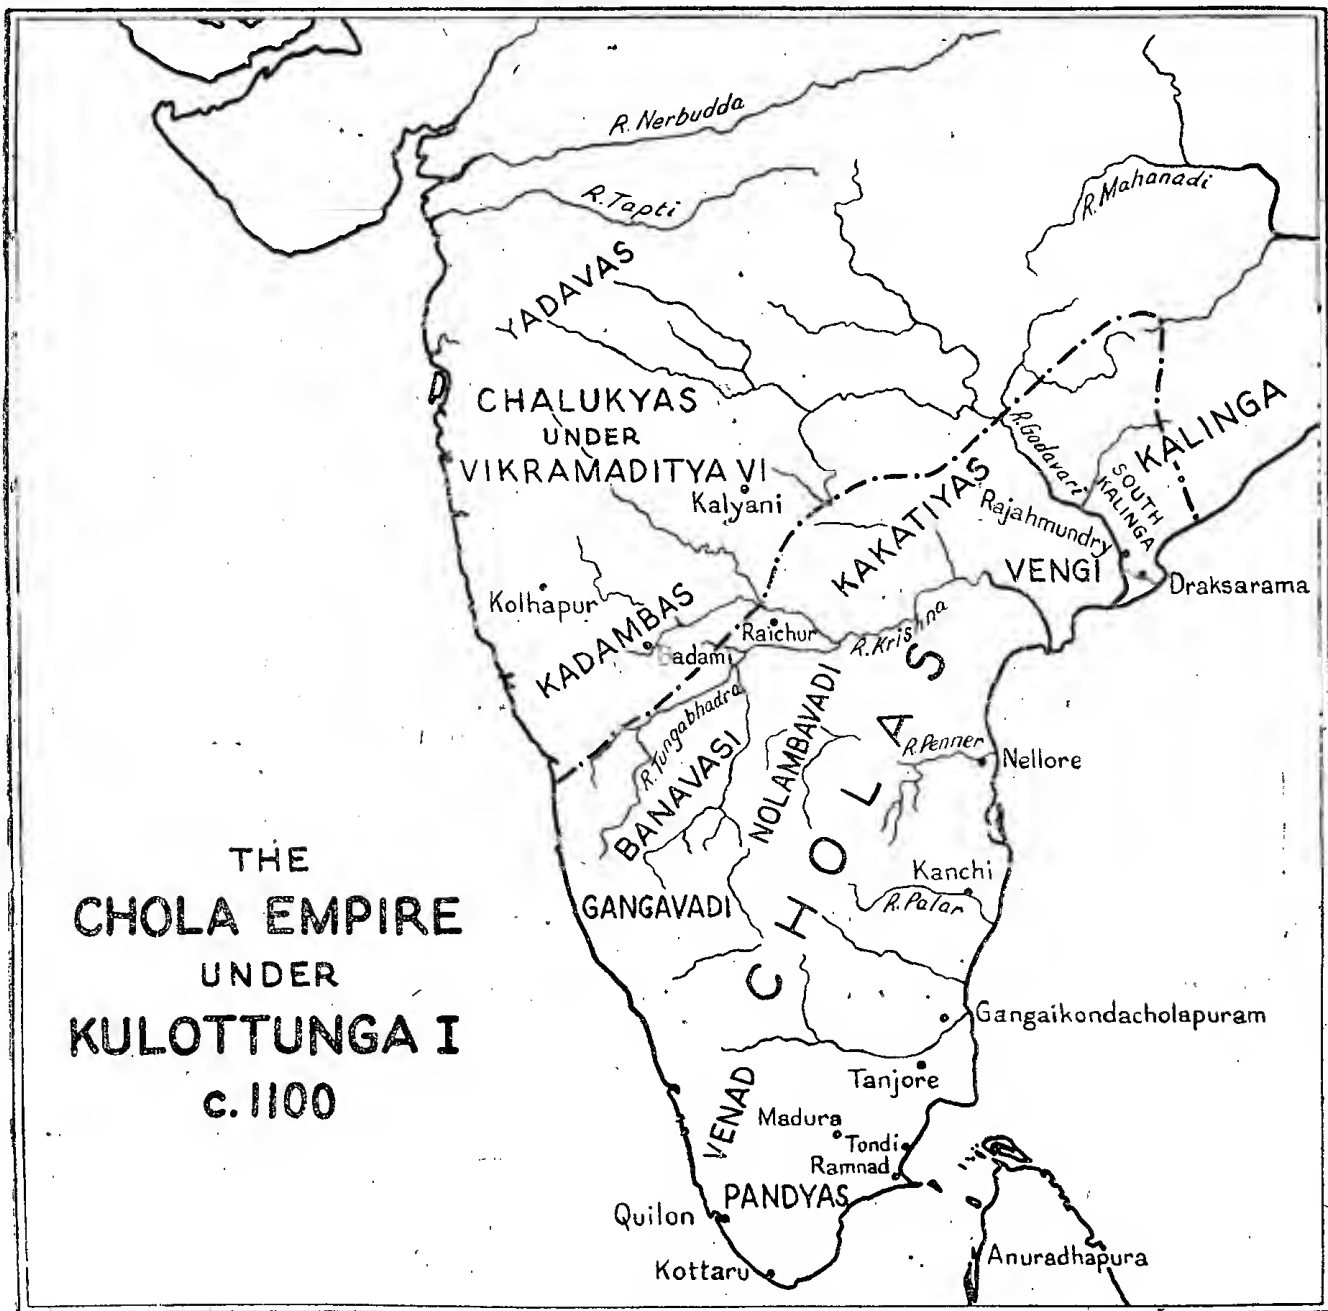 R. Nerbudda
R. Tapti
R. Mahanadi
YADAVAS
CHALUKYAS
UNDER
VIKRAMADITYA VI
Kalyani
KALINGA
R. Godavari
SOUTH
KALINGA
KAKATIYAS
Rajahmundry
VENGI
Draksarama
Kolhapur
KADAMBAS
Raichur
Badami
R. Krishna
R. Tungabhadra
BANAVASI
NOLAMBAVADI
CHOLAS
R. Penner
Nellore
THE
CHOLA EMPIRE
UNDER
KULOTTUNGA I
c. 1100
GANGAVADI
Kanchi
R. Palar
Gangaikondacholapuram
Tanjore
VENAD
Madura
Tondi
Ramnad
PANDYAS
Quilon
Kottaru
Anuradhapura